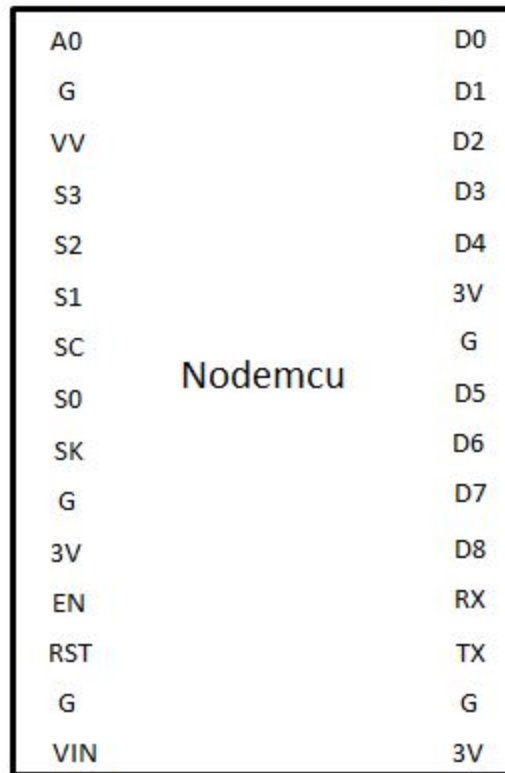 A0 D0
G D1
VV D2
S3 D3
S2 D4
S1 3V
SC G
Nodemcu
S0 D5
SK D6
G D7
3V D8
EN RX
RST TX
G G
VIN 3V